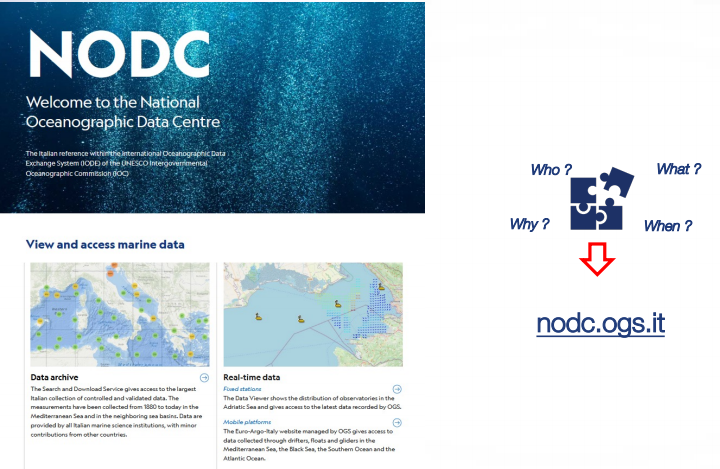 NODC
Welcome to the National
Oceanographic Data Centre
The Italian reference within the International Oceanographic Data
Exchange System (IODE) of the UNESCO Intergovernmental
Oceanographic Commission (IOC)
View and access marine data
Data archive
The Search and Download Service gives access to the largest
Italian collection of controlled and validated data. The
measurements have been collected from 1880 to today in the
Mediterranean Sea and in the neighboring sea basins. Data are
provided by all Italian marine science institutions, with minor
contributions from other countries.
Real-time data
Fixed stations
The Data Viewer shows the distribution of observatories in the
Adriatic Sea and gives access to the latest data recorded by OGS.
Mobile platforms
The Euro-Argo-Italy website managed by OGS gives access to
data collected through drifters, floats and gliders in the
Mediterranean Sea, the Black Sea, the Southern Ocean and the
Atlantic Ocean.
Who ?
What ?
Why ?
When ?
nodc.ogs.it